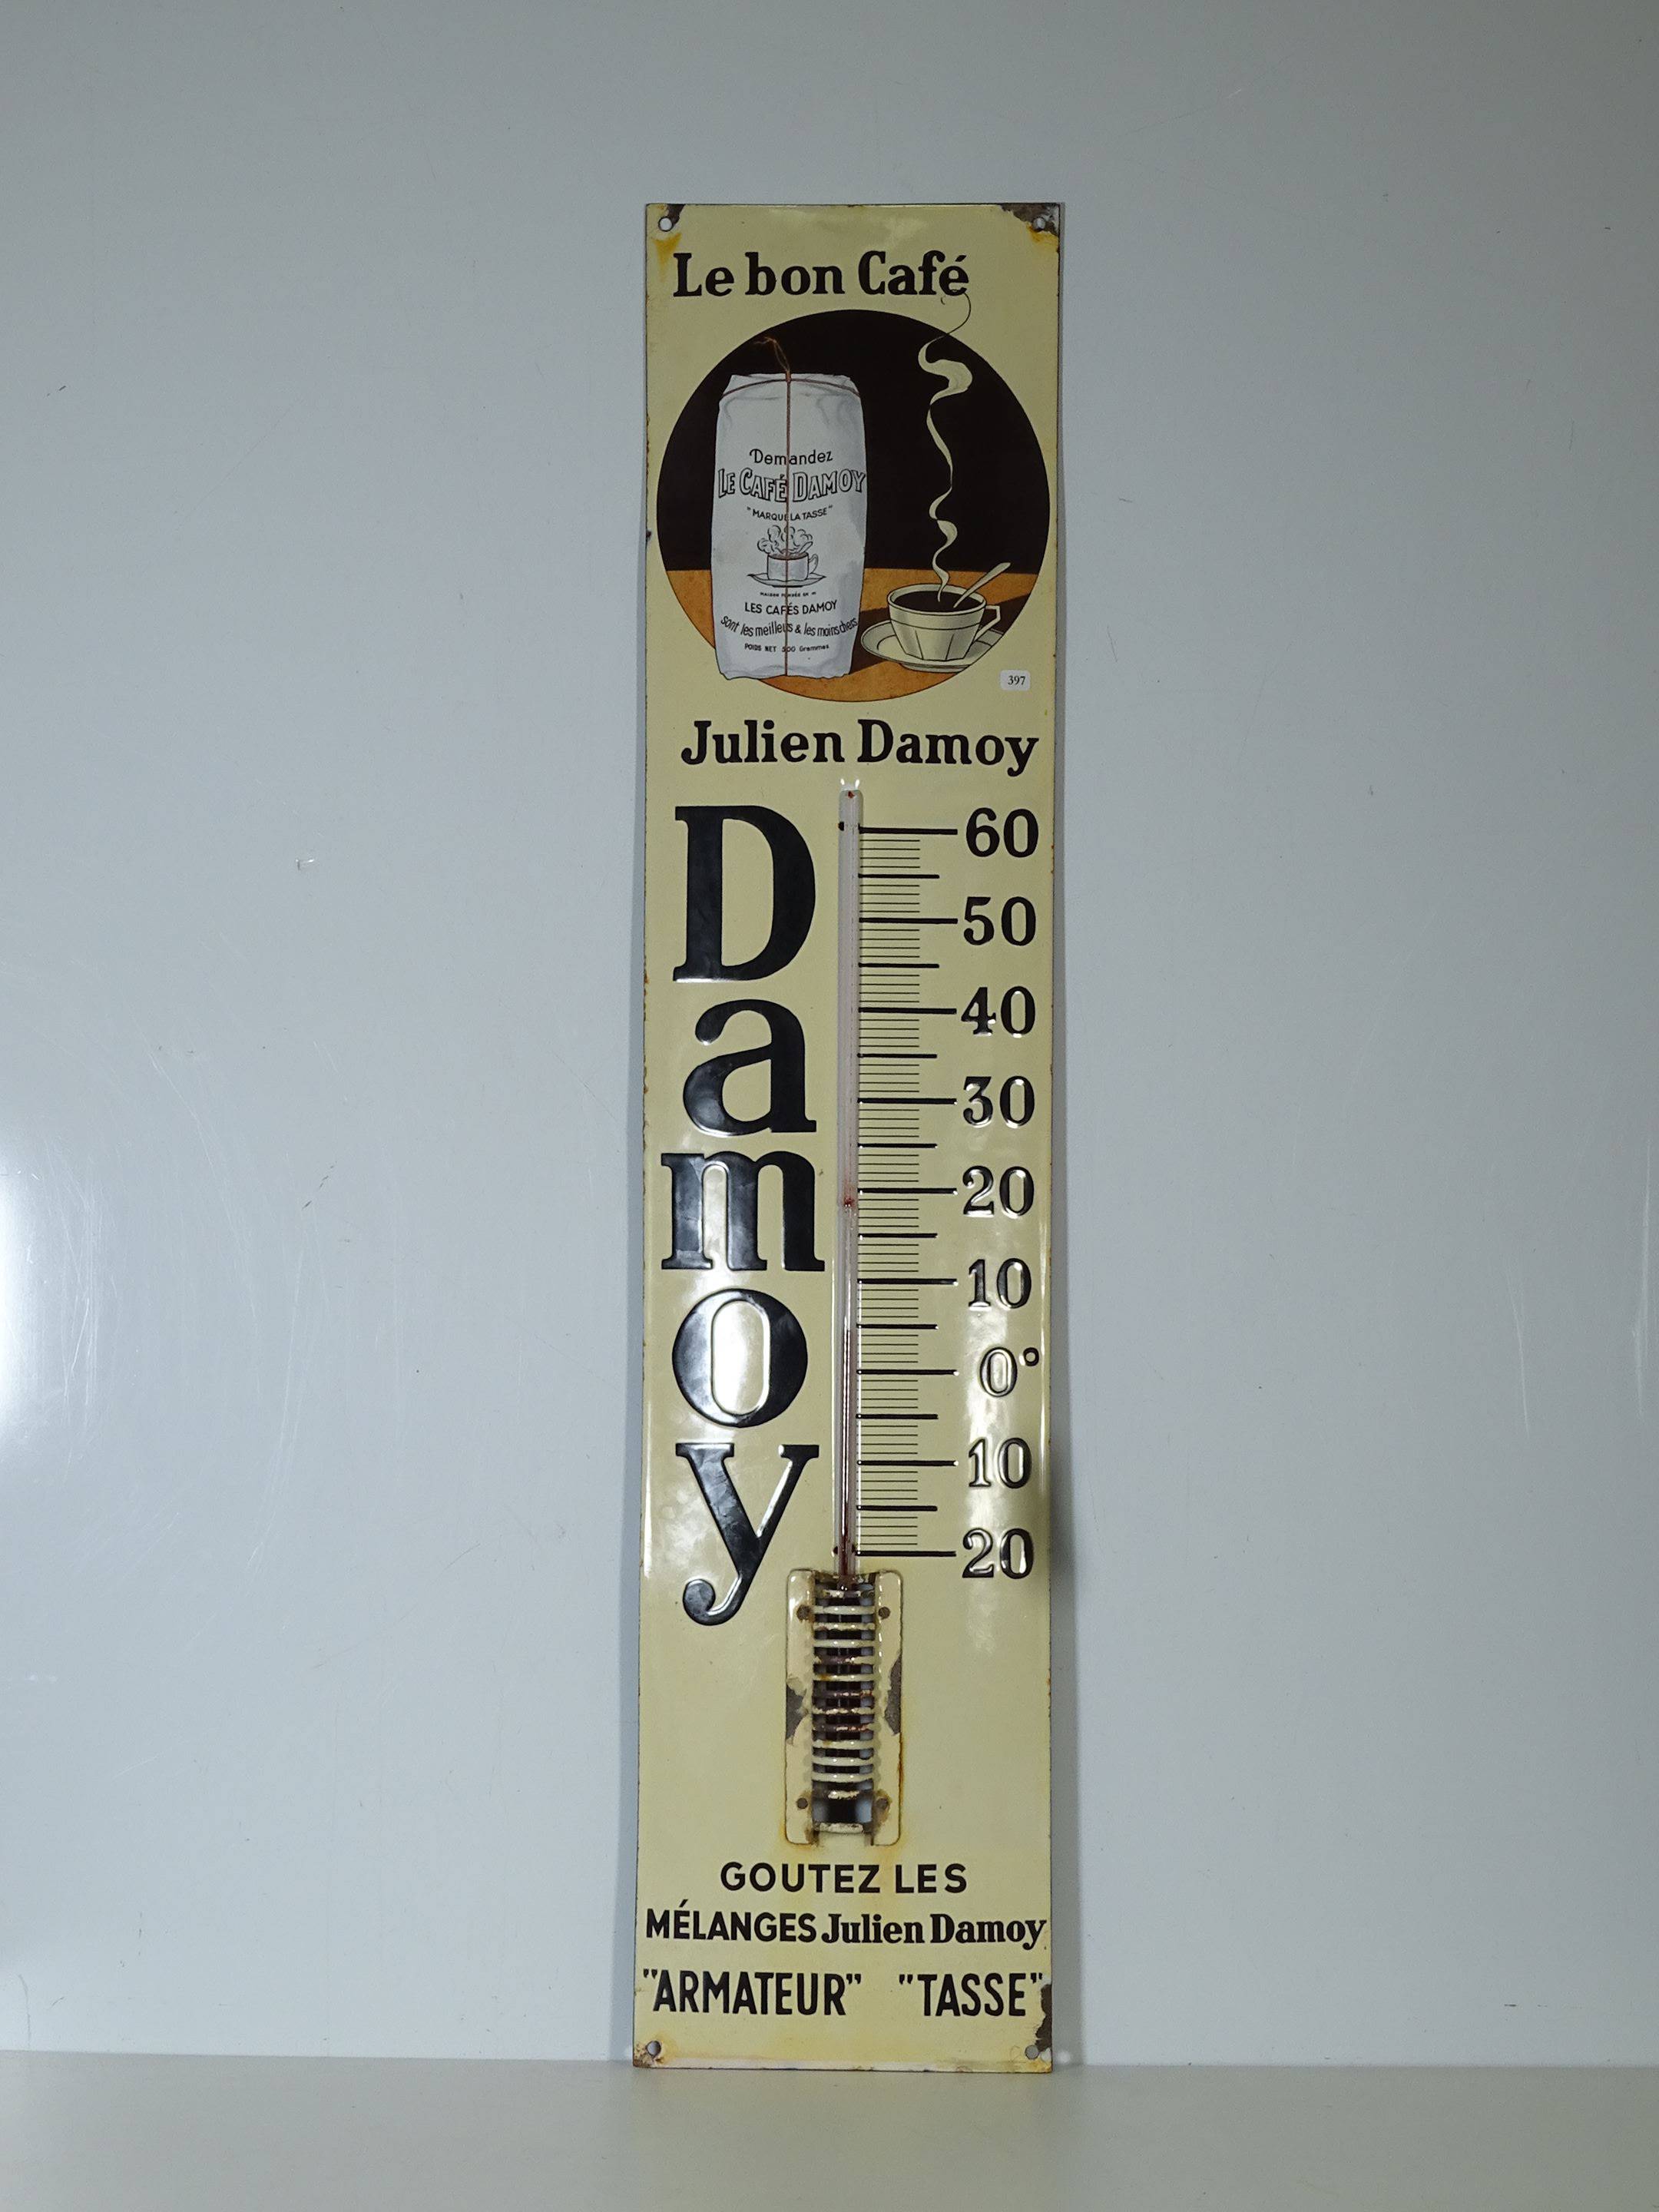 Le bon Café
Demandez
LE CAFÉ DAMOY
"MARQUE LA TASSE"
LES CAFÉS DAMOY
sont les meilleurs & les moins chers
POIDS NET 500 Grammes
397
Julien Damoy
Damoy
60
50
40
30
20
10
0°
10
20
GOUTEZ LES
MÉLANGES Julien Damoy
"ARMATEUR" "TASSE"